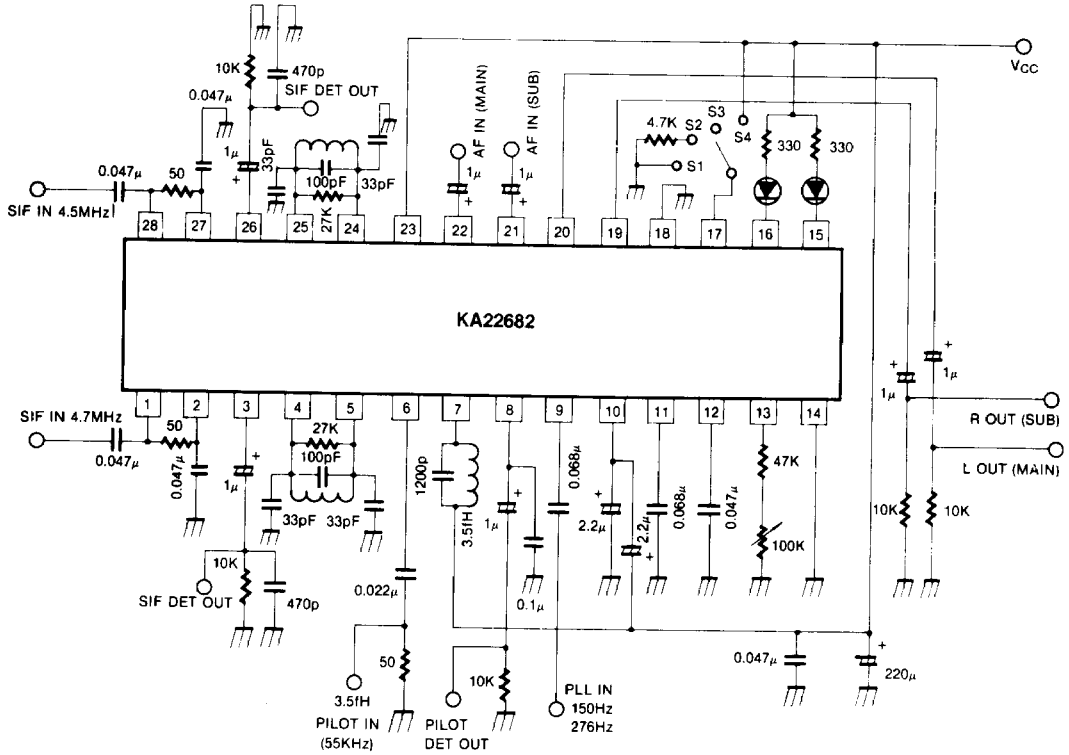 10K
470p
SIF DET OUT
0.047μ
0.047μ
50
SIF IN 4.5MHz
1μ
+
33pF
100pF
27K
33pF
AF IN (MAIN)
1μ
+
AF IN (SUB)
1μ
+
4.7K
S2
S3
S4
S1
330
330
VCC
28
27
26
25
24
23
22
21
20
19
18
17
16
15
KA22682
1
2
3
4
5
6
7
8
9
10
11
12
13
14
SIF IN 4.7MHz
0.047μ
50
0.047μ
1μ
+
27K
100pF
33pF
33pF
10K
470p
SIF DET OUT
0.022μ
50
3.5fH
PILOT IN
(55KHz)
1200p
3.5fH
1μ
+
0.1μ
10K
PILOT
DET OUT
0.068μ
PLL IN
150Hz
276Hz
+
2.2μ
2.2μ
+
0.068μ
0.047μ
47K
100K
+
1μ
+
1μ
R OUT (SUB)
L OUT (MAIN)
10K
10K
0.047μ
+
220μ